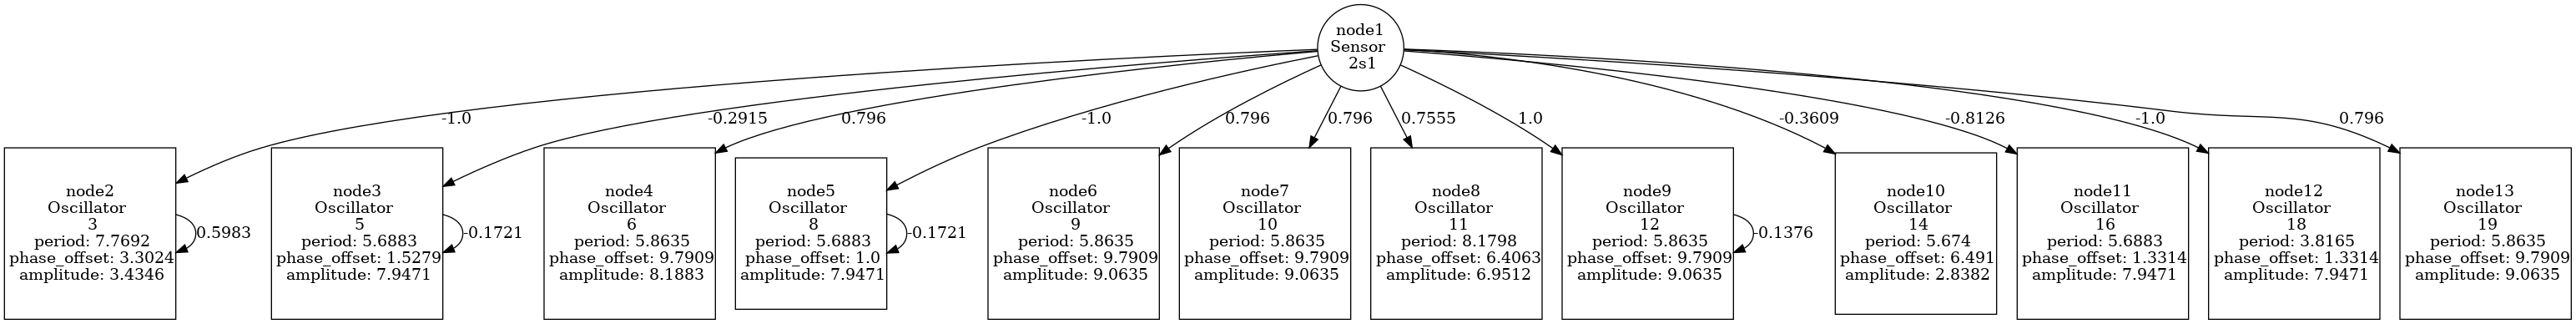 node1
Sensor
2s1
-1.0
-0.2915
0.796
-1.0
0.796
0.796
0.7555
1.0
-0.3609
-0.8126
-1.0
0.796
node2
Oscillator
3
period: 7.7692
phase_offset: 3.3024
amplitude: 3.4346
0.5983
node3
Oscillator
5
period: 5.6883
phase_offset: 1.5279
amplitude: 7.9471
-0.1721
node4
Oscillator
6
period: 5.8635
phase_offset: 9.7909
amplitude: 8.1883
node5
Oscillator
8
period: 5.6883
phase_offset: 1.0
amplitude: 7.9471
-0.1721
node6
Oscillator
9
period: 5.8635
phase_offset: 9.7909
amplitude: 9.0635
node7
Oscillator
10
period: 5.8635
phase_offset: 9.7909
amplitude: 9.0635
node8
Oscillator
11
period: 8.1798
phase_offset: 6.4063
amplitude: 6.9512
node9
Oscillator
12
period: 5.8635
phase_offset: 9.7909
amplitude: 9.0635
-0.1376
node10
Oscillator
14
period: 5.674
phase_offset: 6.491
amplitude: 2.8382
node11
Oscillator
16
period: 5.6883
phase_offset: 1.3314
amplitude: 7.9471
node12
Oscillator
18
period: 3.8165
phase_offset: 1.3314
amplitude: 7.9471
node13
Oscillator
19
period: 5.8635
phase_offset: 9.7909
amplitude: 9.0635